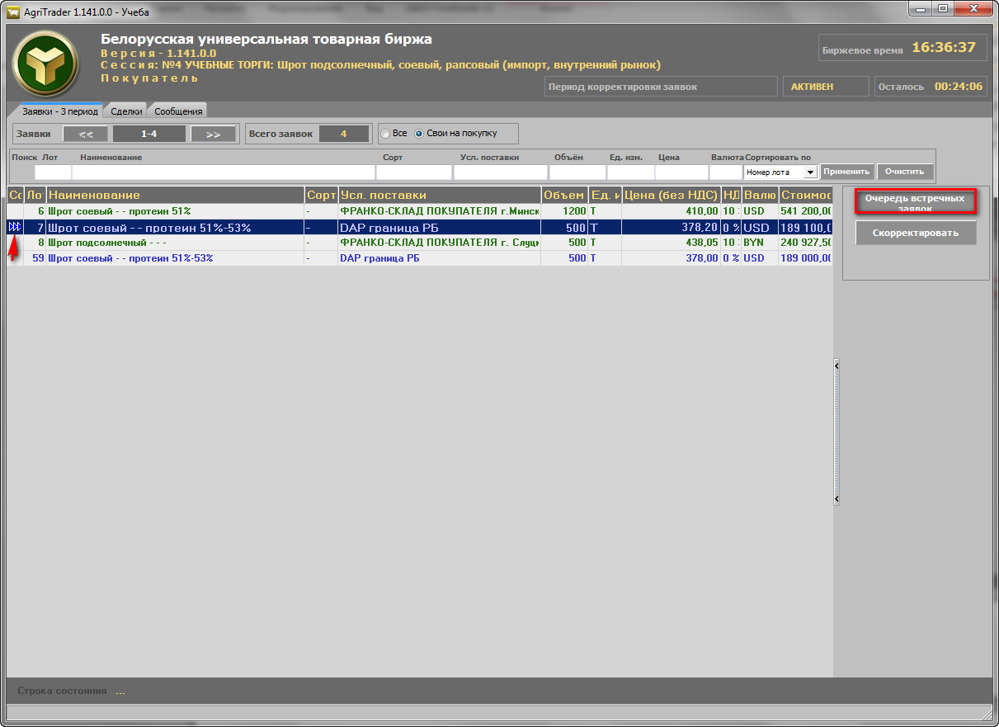 AgriTrader 1.141.0.0 - Учеба
Белорусская универсальная товарная биржа
Версия - 1.141.0.0
Сессия: №4 УЧЕБНЫЕ ТОРГИ: Шрот подсолнечный, соевый, рапсовый (импорт, внутренний рынок)
Покупатель
Биржевое время 16:36:37
Период корректировки заявок АКТИВЕН Осталось 00:24:06
Заявки - 3 период Сделки Сообщения
Заявки << 1-4 >> Всего заявок 4 Все Свои на покупку
Поиск Лот Наименование Сорт Усл. поставки Объём Ед. изм. Цена Валюта Сортировать по
Номер лота Применить Очистить
Сс Ло Наименование Сорт Усл. поставки Объем Ед. и Цена (без НДС) НД Валю Стоимос
6 Шрот соевый - - протеин 51% - ФРАНКО-СКЛАД ПОКУПАТЕЛЯ г.Минск 1200 Т 410,00 10 USD 541 200,00
7 Шрот соевый - - протеин 51%-53% - DAP граница РБ 500 Т 378,20 0 % USD 189 100,0
8 Шрот подсолнечный - - - - ФРАНКО-СКЛАД ПОКУПАТЕЛЯ г. Слуцк 500 Т 438,05 10 BYN 240 927,50
59 Шрот соевый - - протеин 51%-53% - DAP граница РБ 500 Т 378,00 0 % USD 189 000,00
Очередь встречных
заявок
Скорректировать
Строка состояния ...